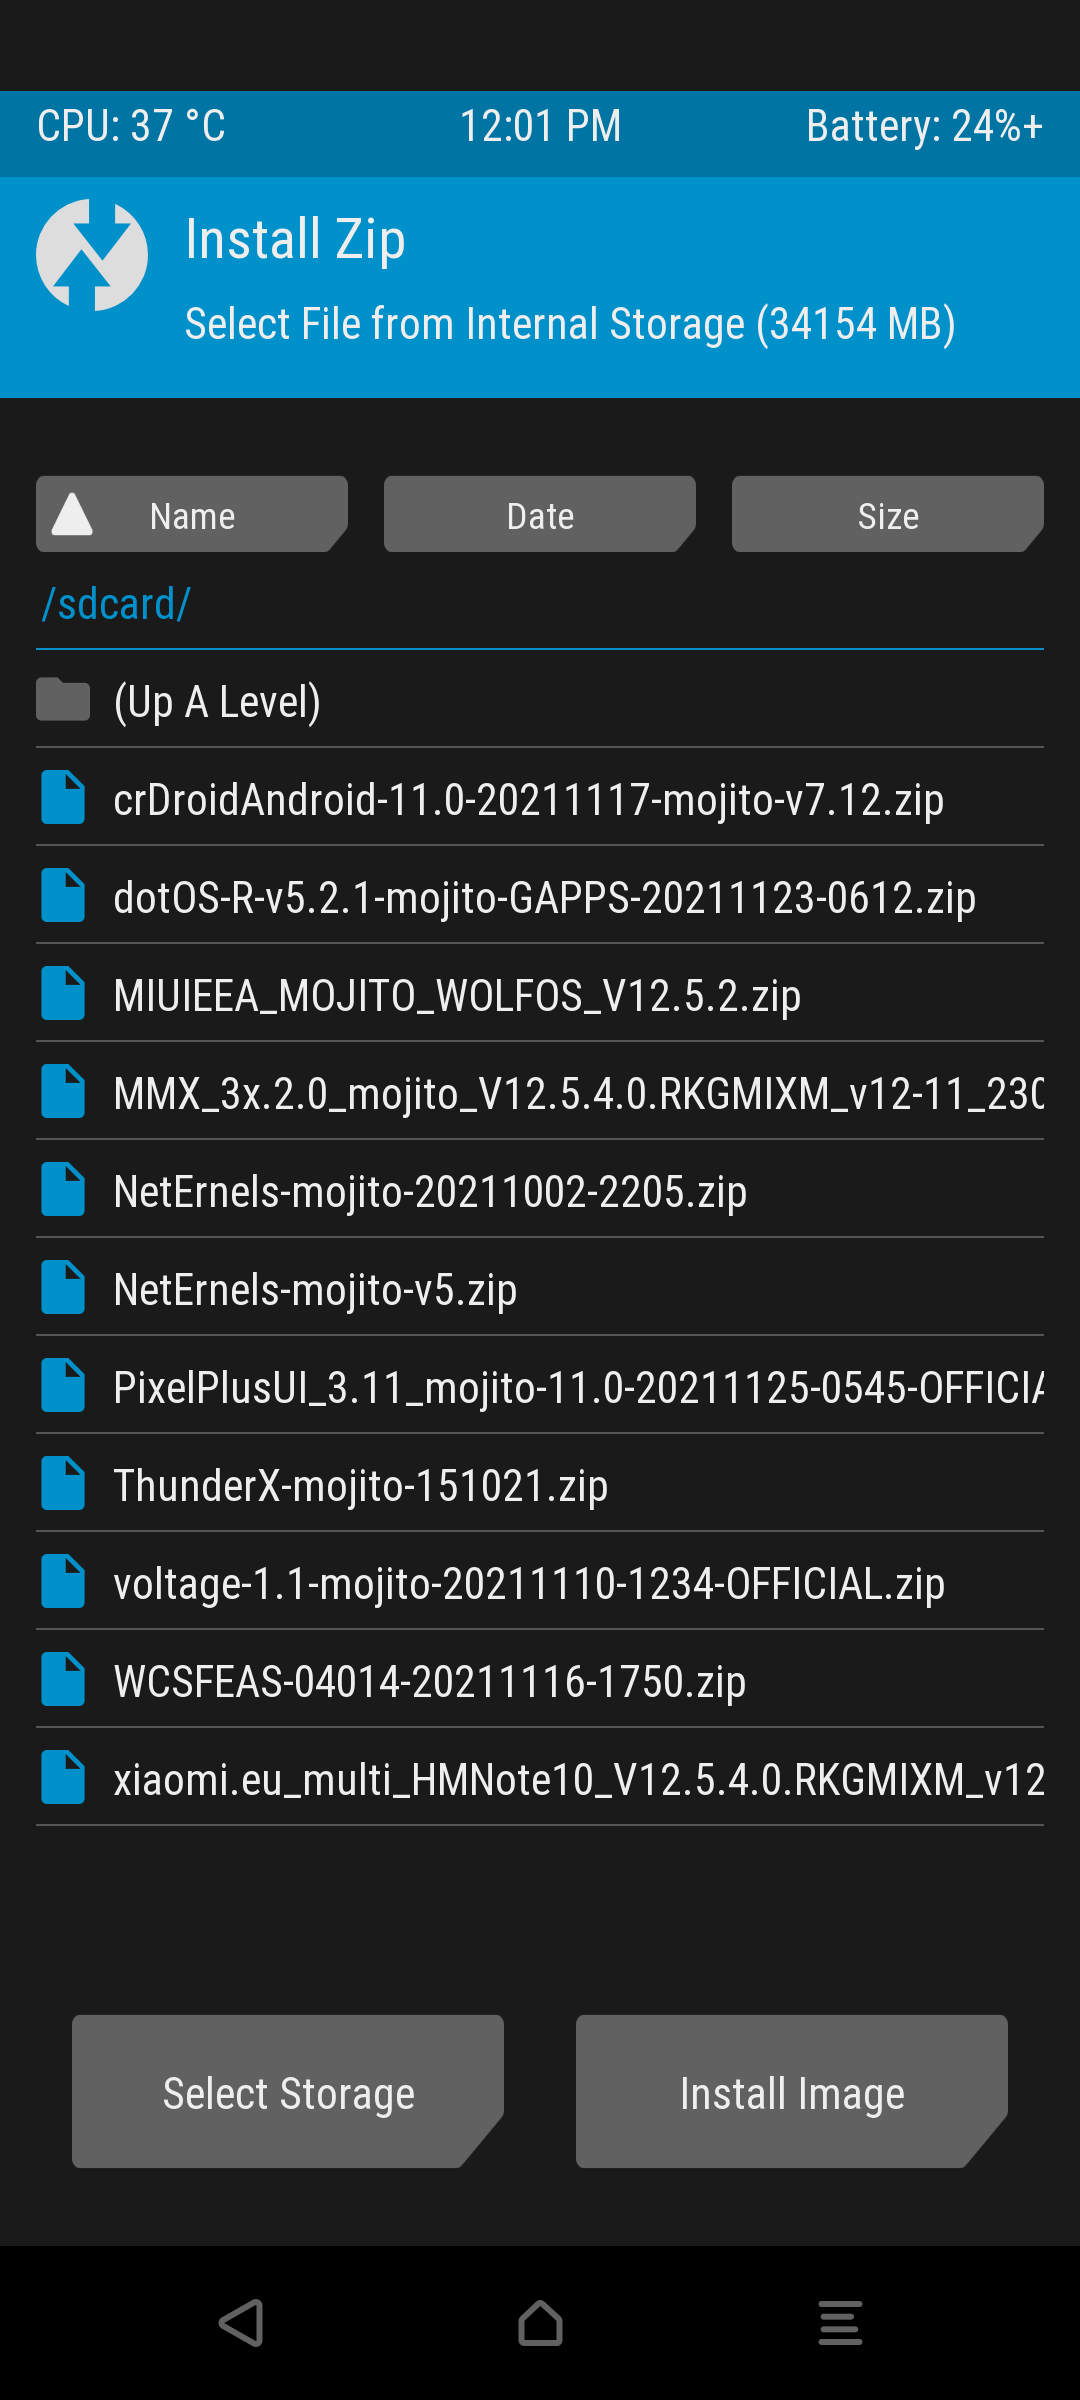 CPU: 37 °C 12:01 PM Battery: 24%+
Install Zip
Select File from Internal Storage (34154 MB)
Name Date Size
/sdcard/
(Up A Level)
crDroidAndroid-11.0-20211117-mojito-v7.12.zip
dotOS-R-v5.2.1-mojito-GAPPS-20211123-0612.zip
MIUIEEA_MOJITO_WOLFOS_V12.5.2.zip
MMX_3x.2.0_mojito_V12.5.4.0.RKGMIXM_v12-11_230
NetErnels-mojito-20211002-2205.zip
NetErnels-mojito-v5.zip
PixelPlusUI_3.11_mojito-11.0-20211125-0545-OFFICIA
ThunderX-mojito-151021.zip
voltage-1.1-mojito-20211110-1234-OFFICIAL.zip
WCSFEAS-04014-20211116-1750.zip
xiaomi.eu_multi_HMNote10_V12.5.4.0.RKGMIXM_v12
Select Storage Install Image